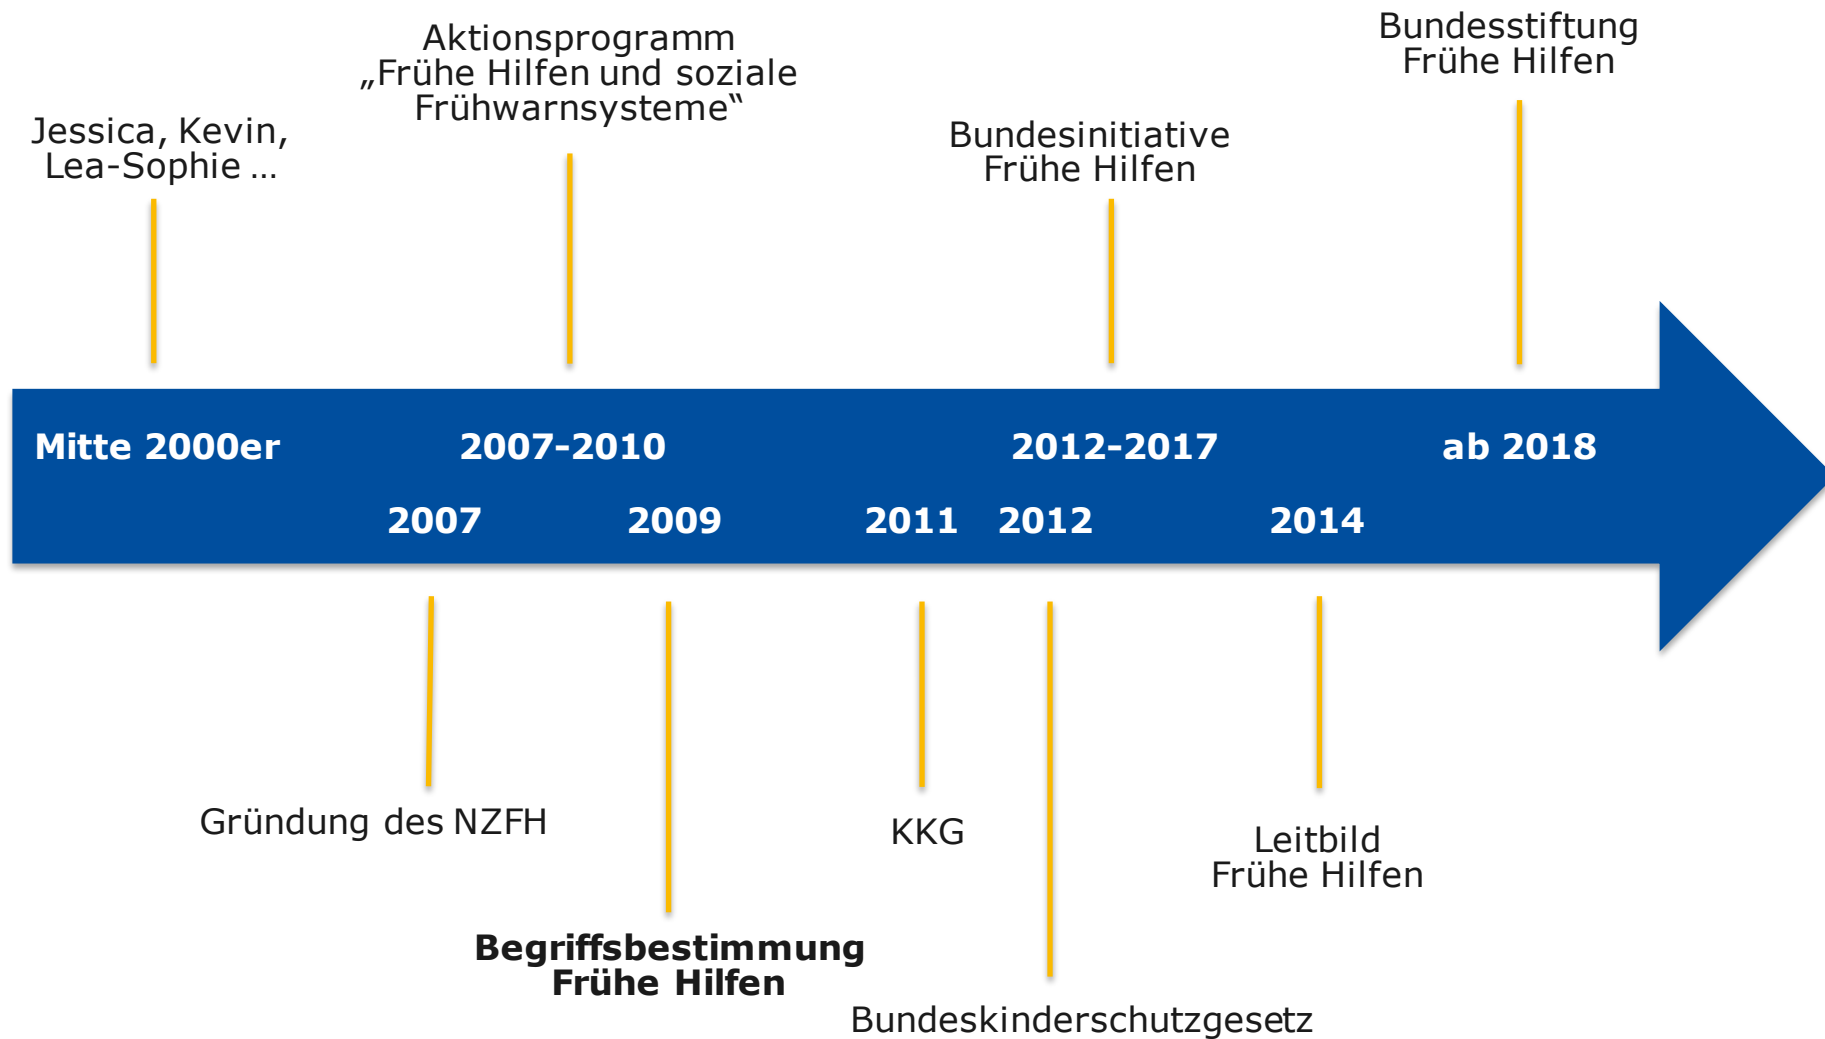 Jessica, Kevin,
Lea-Sophie …
Aktionsprogramm
„Frühe Hilfen und soziale
Frühwarnsysteme“
Bundesinitiative
Frühe Hilfen
Bundesstiftung
Frühe Hilfen
Mitte 2000er
2007-2010
2012-2017
ab 2018
2007
2009
2011
2012
2014
Gründung des NZFH
Begriffsbestimmung
Frühe Hilfen
KKG
Bundeskinderschutzgesetz
Leitbild
Frühe Hilfen